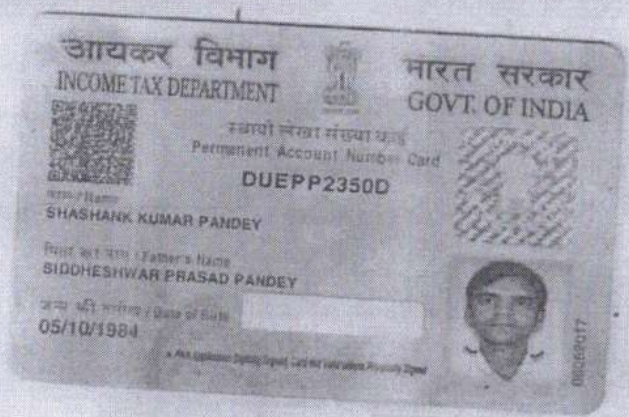 आयकर विभाग
INCOME TAX DEPARTMENT
भारत सरकार
GOVT. OF INDIA
स्थायी लेखा संख्या कार्ड
Permanent Account Number Card
DUEPP2350D
नाम / Name
SHASHANK KUMAR PANDEY
पिता का नाम / Father's Name
SIDDHESHWAR PRASAD PANDEY
जन्म की तारीख / Date of Birth
05/10/1984